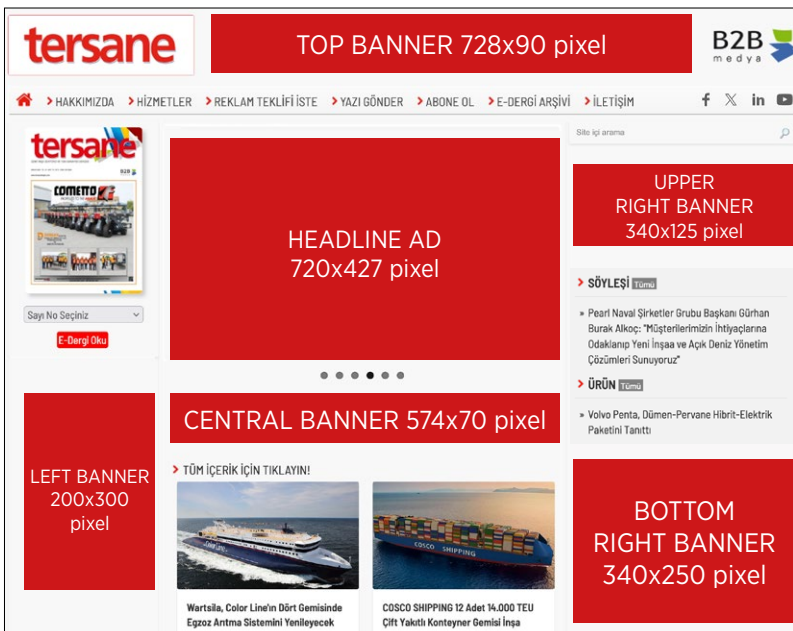 tersane
TOP BANNER 728x90 pixel
B2B
medya
HAKKIMIZDA
HİZMETLER
REKLAM TEKLİFİ İSTE
YAZI GÖNDER
ABONE OL
E-DERGİ ARŞİVİ
İLETİŞİM
f X in
tersane
B2B
COMETTO
Sayı No Seçiniz
E-Dergi Oku
HEADLINE AD
720x427 pixel
Site içi arama
UPPER
RIGHT BANNER
340x125 pixel
SÖYLEŞİ Tümü
» Pearl Naval Şirketler Grubu Başkanı Gürhan
Burak Alkoç: "Müşterilerimizin İhtiyaçlarına
Odaklanıp Yeni İnşaa ve Açık Deniz Yönetim
Çözümleri Sunuyoruz"
ÜRÜN Tümü
» Volvo Penta, Dümen-Pervane Hibrit-Elektrik
Paketini Tanıttı
CENTRAL BANNER 574x70 pixel
LEFT BANNER
200x300
pixel
TÜM İÇERİK İÇİN TIKLAYIN!
Color Line
COSCO SHIPPING
Wartsila, Color Line'ın Dört Gemisinde
Egzoz Arıtma Sistemini Yenileyecek
COSCO SHIPPING 12 Adet 14.000 TEU
Çift Yakıtlı Konteyner Gemisi İnşa
BOTTOM
RIGHT BANNER
340x250 pixel